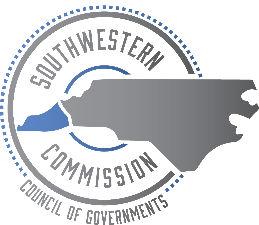 SOUTHWESTERN
COMMISSION
COUNCIL OF GOVERNMENTS